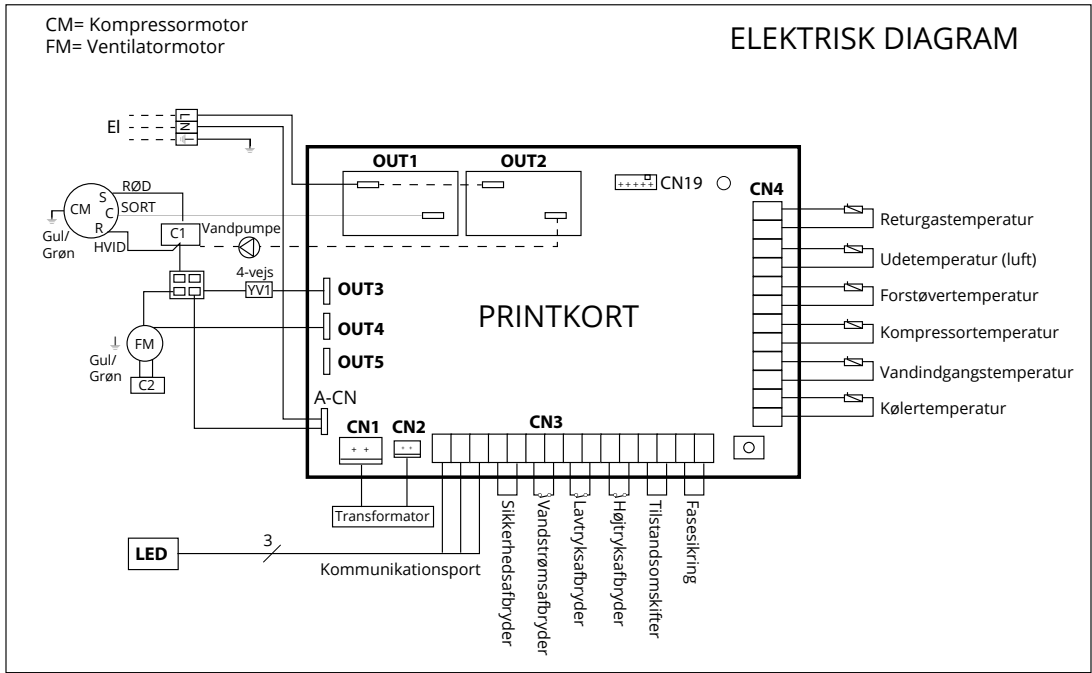 CM= Kompressormotor
FM= Ventilatormotor
ELEKTRISK DIAGRAM
El
L
N
OUT1
OUT2
CN19
CN4
RØD
S
CM
C
SORT
R
HVID
Gul/
Grøn
C1
Vandpumpe
4-vejs
YV1
OUT3
OUT4
OUT5
FM
Gul/
Grøn
C2
PRINTKORT
A-CN
CN1
CN2
CN3
Returgastemperatur
Udetemperatur (luft)
Forstøvertemperatur
Kompressortemperatur
Vandindgangstemperatur
Kølertemperatur
Transformator
LED
3
Kommunikationsport
Sikkerhedsafbryder
Vandstrømsafbryder
Lavtryksafbryder
Højtryksafbryder
Tilstandsomskifter
Fasesikring